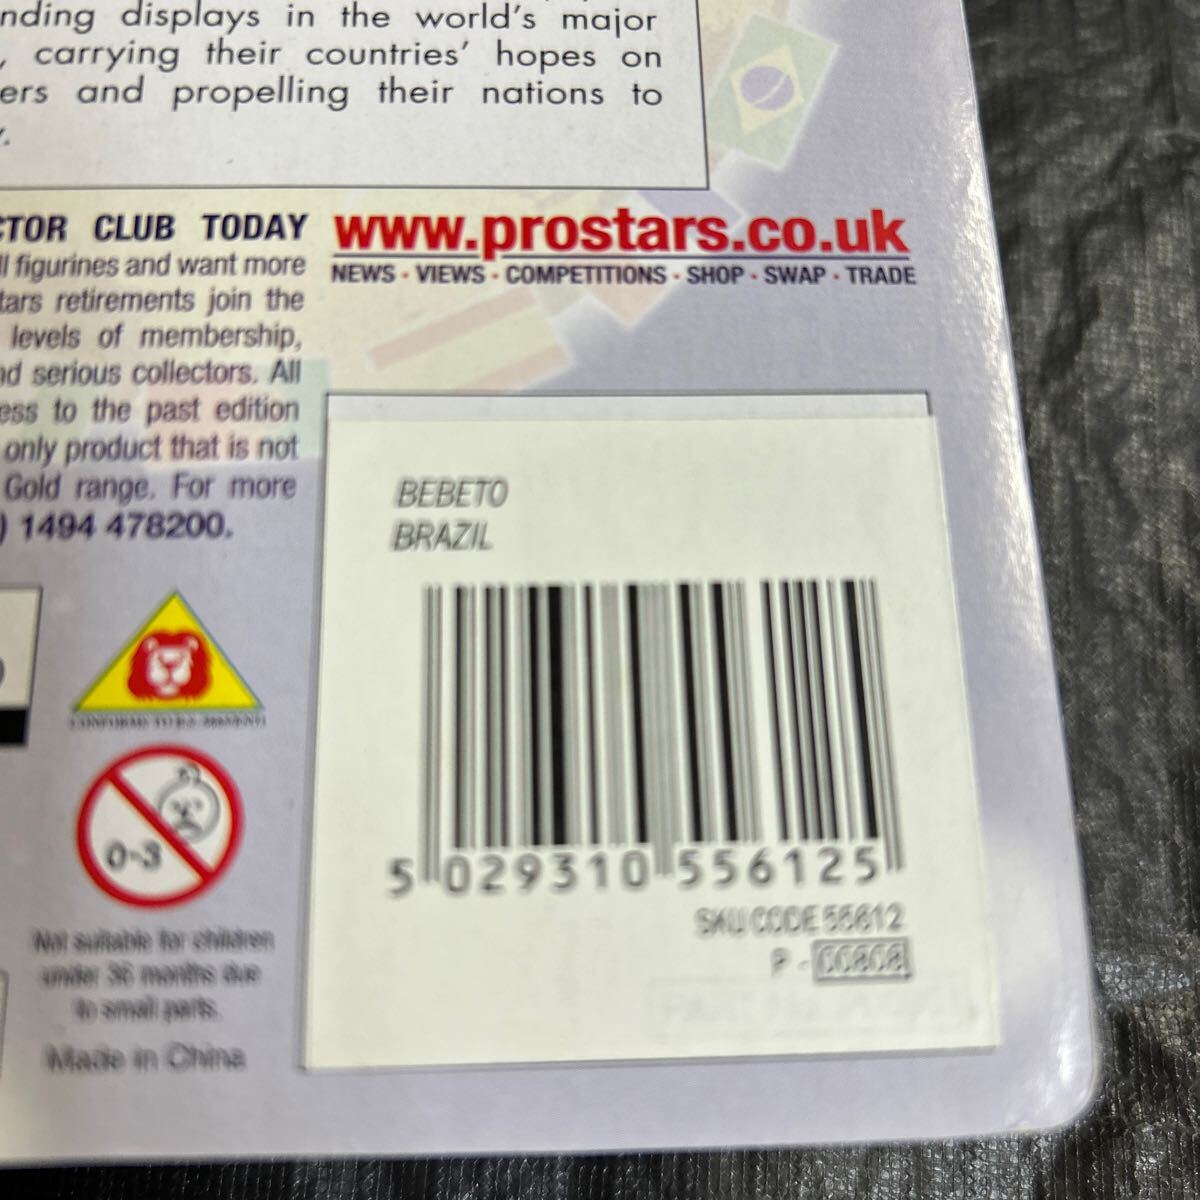 nding displays in the world's major
, carrying their countries' hopes on
ers and propelling their nations to
y.
CTOR CLUB TODAY
ll figurines and want more
tars retirements join the
levels of membership,
nd serious collectors. All
ess to the past edition
only product that is not
Gold range. For more
) 1494 478200.
www.prostars.co.uk
NEWS · VIEWS · COMPETITIONS · SHOP · SWAP · TRADE
BEBETO
BRAZIL
5 029310 556125
SKU CODE 55612
P - 00808
0-3
Not suitable for children
under 36 months due
to small parts.
Made in China